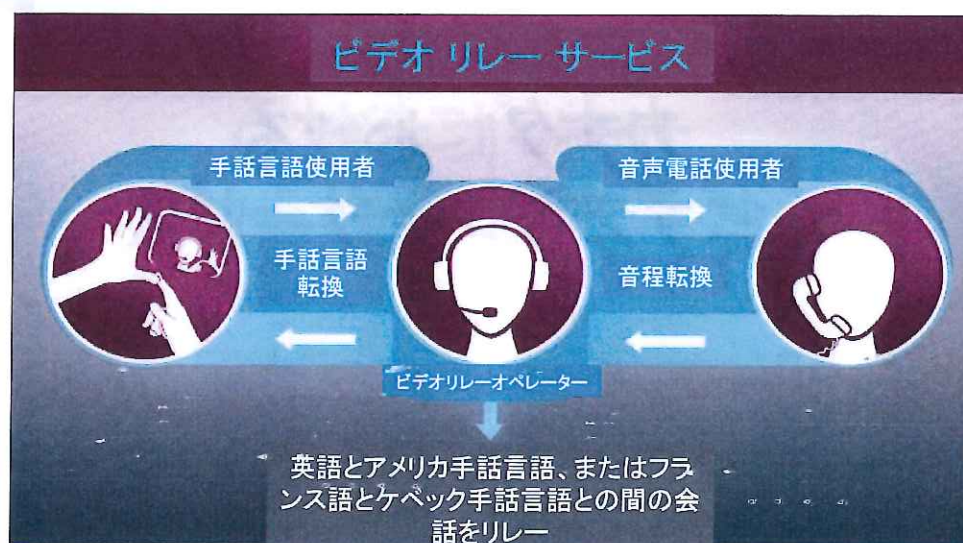 ビデオ リレー サービス
手話言語使用者
音声電話使用者
手話言語
転換
音程転換
ビデオリレーオペレーター
英語とアメリカ手話言語、またはフラ
ンス語とケベック手話言語との間の会
話をリレー